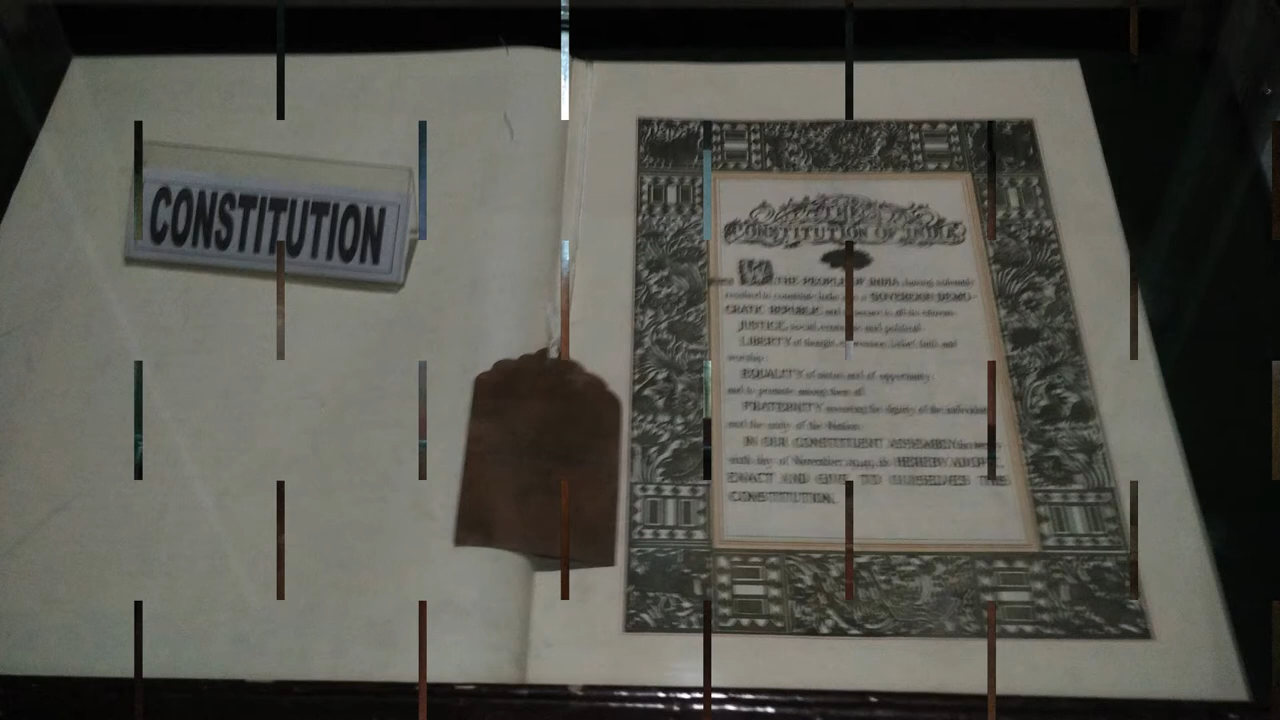 CONSTITUTION
THE
CONSTITUTION OF INDIA
WE, THE PEOPLE OF INDIA, having solemnly
resolved to constitute India into a SOVEREIGN DEMO-
CRATIC REPUBLIC and to secure to all its citizens:
JUSTICE, social, economic and political;
LIBERTY of thought, expression, belief, faith and
worship;
EQUALITY of status and of opportunity;
and to promote among them all
FRATERNITY assuring the dignity of the individual
and the unity of the Nation;
IN OUR CONSTITUENT ASSEMBLY this
day of November 1949, do HEREBY ADOPT,
ENACT AND GIVE TO OURSELVES THIS
CONSTITUTION.